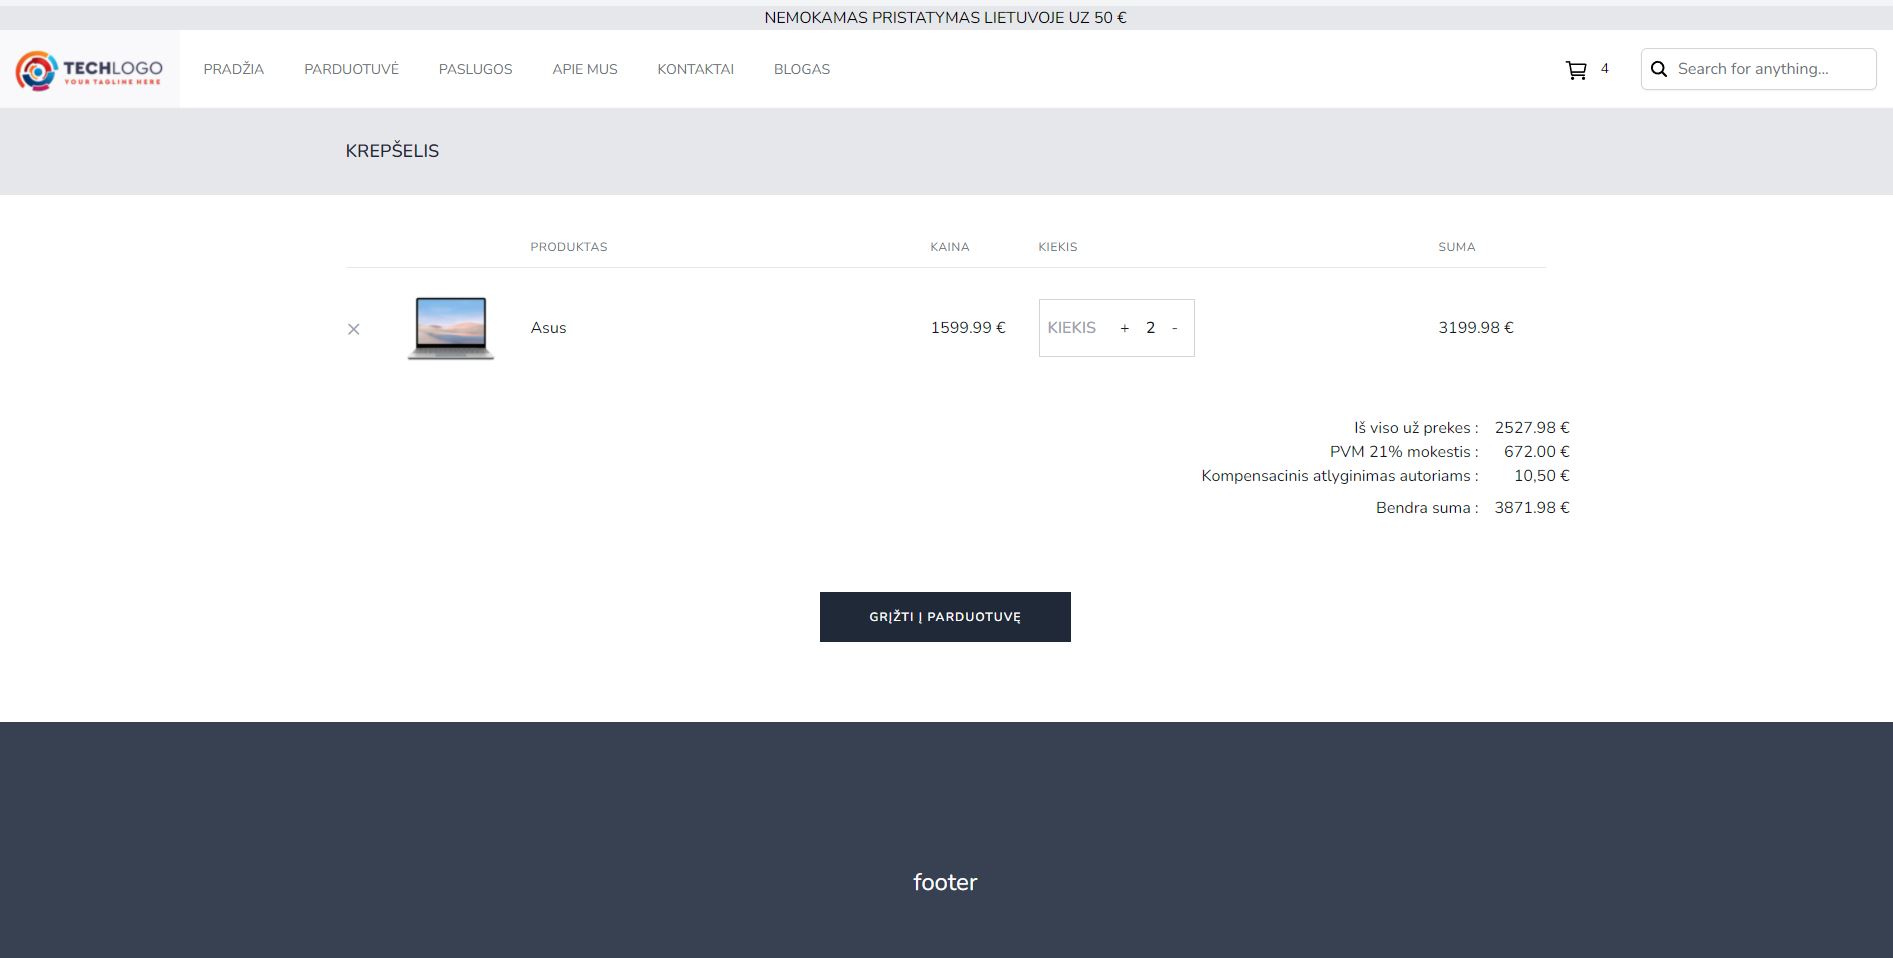 NEMOKAMAS PRISTATYMAS LIETUVOJE UZ 50 €
TECHLOGO
YOUR TAGLINE HERE
PRADŽIA PARDUOTUVĖ PASLUGOS APIE MUS KONTAKTAI BLOGAS 4 Search for anything...
KREPŠELIS
PRODUKTAS KAINA KIEKIS SUMA
Asus 1599.99 € KIEKIS + 2 - 3199.98 €
Iš viso už prekes : 2527.98 €
PVM 21% mokestis : 672.00 €
Kompensacinis atlyginimas autoriams : 10,50 €
Bendra suma : 3871.98 €
GRĮŽTI Į PARDUOTUVĘ
footer